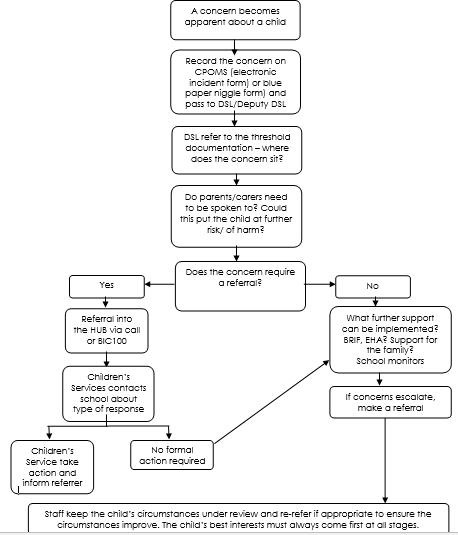 A concern becomes
apparent about a child
Record the concern on
CPOMS (electronic
incident form) or blue
paper niggle form) and
pass to DSL/Deputy DSL
DSL refer to the threshold
documentation – where
does the concern sit?
Do parents/carers need
to be spoken to? Could
this put the child at further
risk/ of harm?
Does the concern require
a referral?
Yes
No
Referral into
the HUB via call
or BIC100
What further support
can be implemented?
BRIF, EHA? Support for
the family?
School monitors
Children's
Services contacts
school about
type of response
If concerns escalate,
make a referral
Children's
Service take
action and
inform referrer
No formal
action required
Staff keep the child's circumstances under review and re-refer if appropriate to ensure the
circumstances improve. The child's best interests must always come first at all stages.